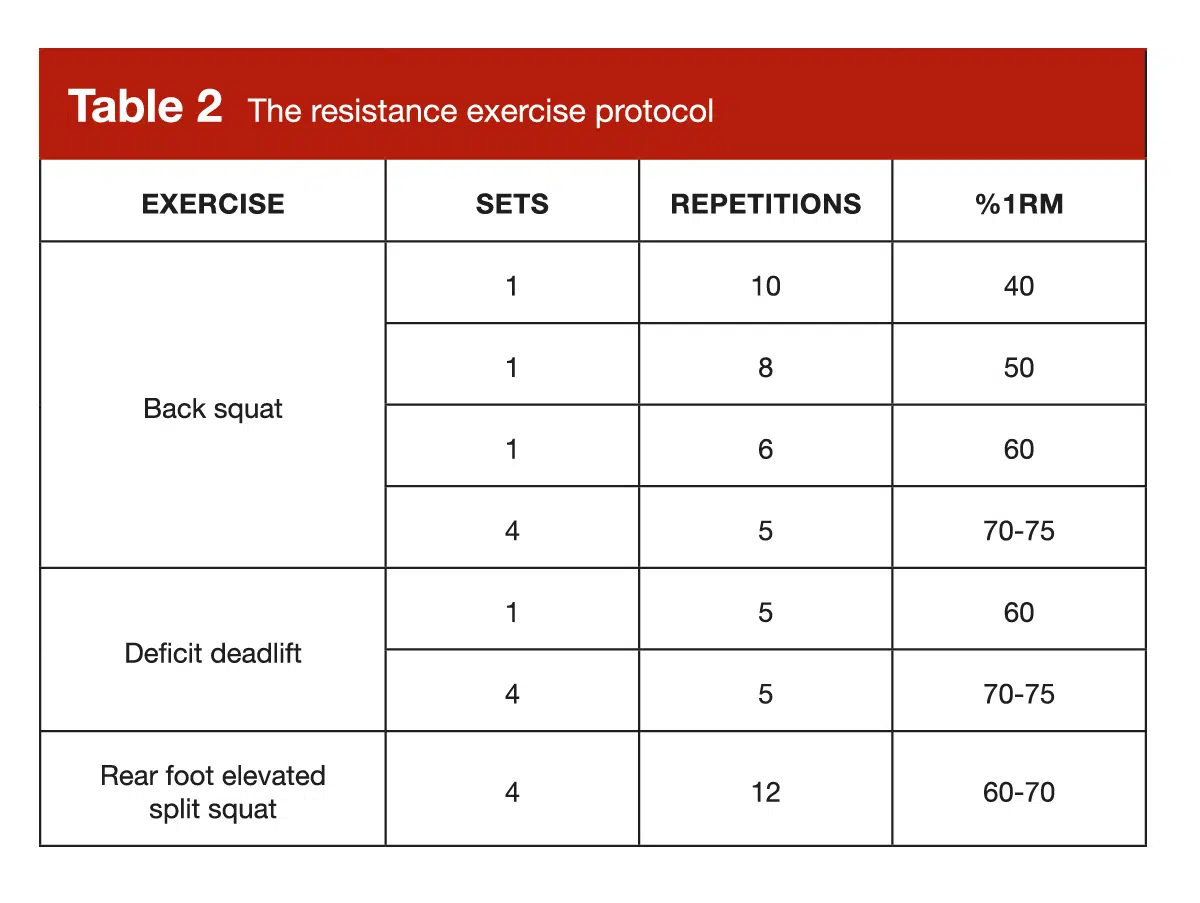 Table 2 The resistance exercise protocol
EXERCISE SETS REPETITIONS %1RM
Back squat
1 10 40
1 8 50
1 6 60
4 5 70-75
Deficit deadlift
1 5 60
4 5 70-75
Rear foot elevated
split squat
4 12 60-70